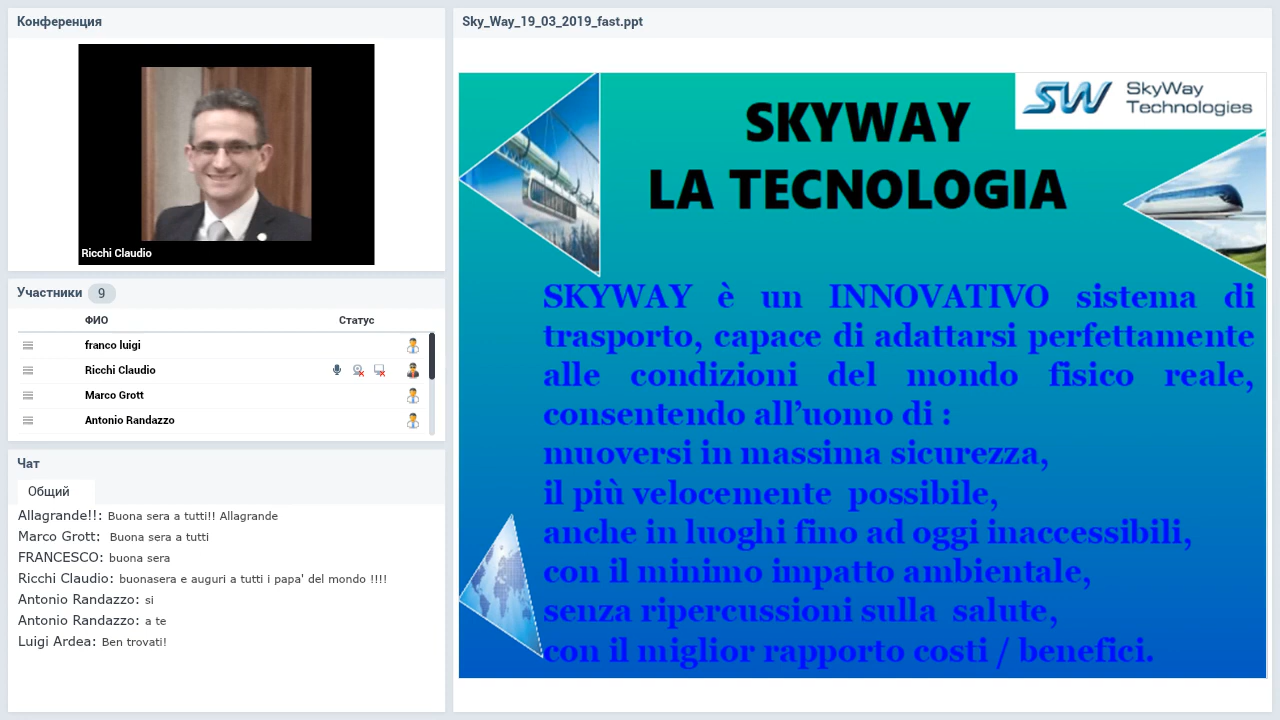 Конференция
Ricchi Claudio
Участники 9
ФИО Статус
franco luigi
Ricchi Claudio
Marco Grott
Antonio Randazzo
Чат
Общий
Allagrande!!: Buona sera a tutti!! Allagrande
Marco Grott: Buona sera a tutti
FRANCESCO: buona sera
Ricchi Claudio: buonasera e auguri a tutti i papa' del mondo !!!!
Antonio Randazzo: si
Antonio Randazzo: a te
Luigi Ardea: Ben trovati!
Sky_Way_19_03_2019_fast.ppt
SW SkyWay
Technologies
SKYWAY
LA TECNOLOGIA
SKYWAY è un INNOVATIVO sistema di
trasporto, capace di adattarsi perfettamente
alle condizioni del mondo fisico reale,
consentendo all’uomo di :
muoversi in massima sicurezza,
il più velocemente possibile,
anche in luoghi fino ad oggi inaccessibili,
con il minimo impatto ambientale,
senza ripercussioni sulla salute,
con il miglior rapporto costi / benefici.